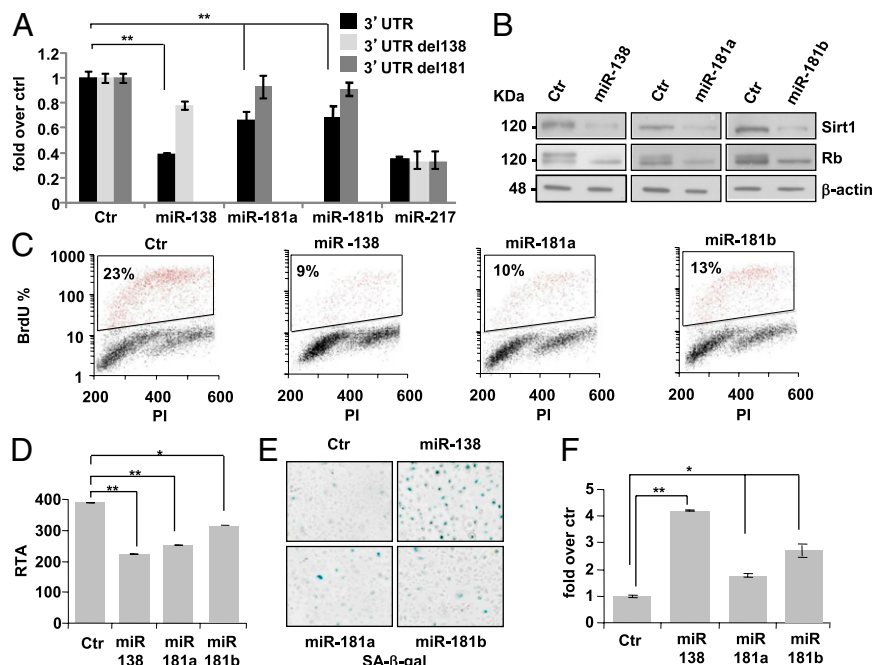 A
** **
3′ UTR
3′ UTR del138
3′ UTR del181
fold over ctrl
1.4
1.2
1
0.8
0.6
0.4
0.2
0
Ctr miR-138 miR-181a miR-181b miR-217
B
Ctr miR-138 Ctr miR-181a Ctr miR-181b
KDa
120 Sirt1
120 Rb
48 β-actin
C
Ctr miR -138 miR-181a miR-181b
BrdU %
1000
100
10
1
23% 9% 10% 13%
200 400 600 200 400 600 200 400 600 200 400 600
PI PI PI PI
D
*
**
**
RTA
400
300
200
100
0
Ctr miR 138 miR 181a miR 181b
E
Ctr miR-138
miR-181a miR-181b
SA-β-gal
F
*
**
fold over ctr
5
4
3
2
1
0
Ctr miR 138 miR 181a miR 181b